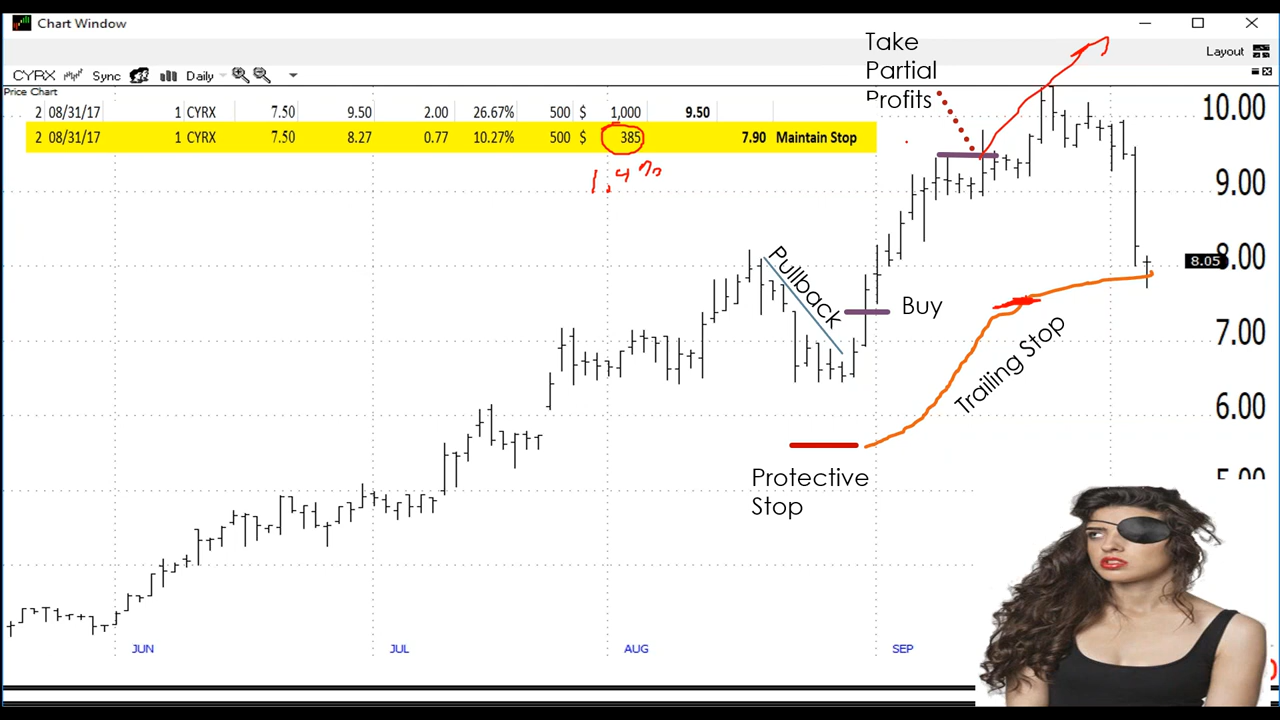 Chart Window
Layout
CYRX Sync Daily
Price Chart
2 08/31/17 1 CYRX 7.50 9.50 2.00 26.67% 500 $ 1,000 9.50
2 08/31/17 1 CYRX 7.50 8.27 0.77 10.27% 500 $ 385 7.90 Maintain Stop
1.4%
Take
Partial
Profits
10.00
9.00
8.05
8.00
7.00
6.00
5.00
Pullback
Buy
Trailing Stop
Protective
Stop
JUN JUL AUG SEP